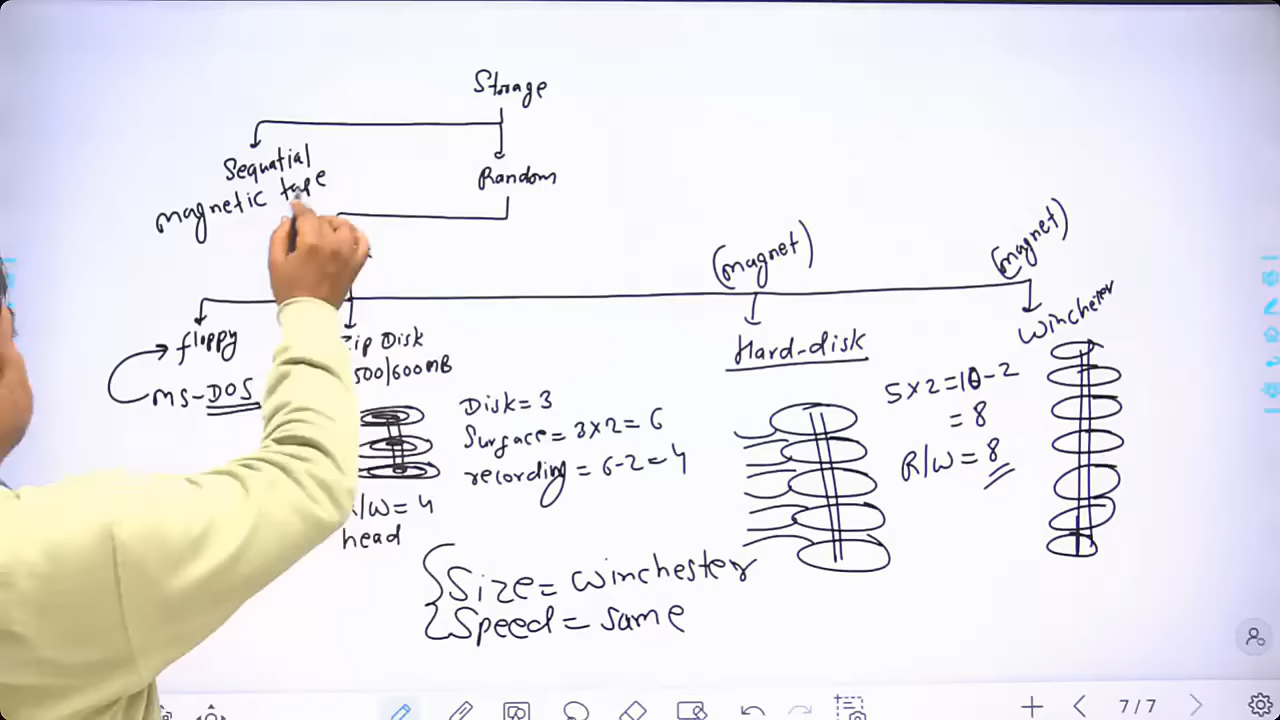 Storage
Sequatial
magnetic tape
Random
(magnet)
(magnet)
floppy
MS-DOS
Zip Disk
500/600MB
Disk = 3
Surface = 3×2 = 6
recording = 6-2 = 4
R/W = 4
head
Hard-disk
5×2=10-2
= 8
R/W = 8
Winchester
Size = Winchester
Speed = same
7/7